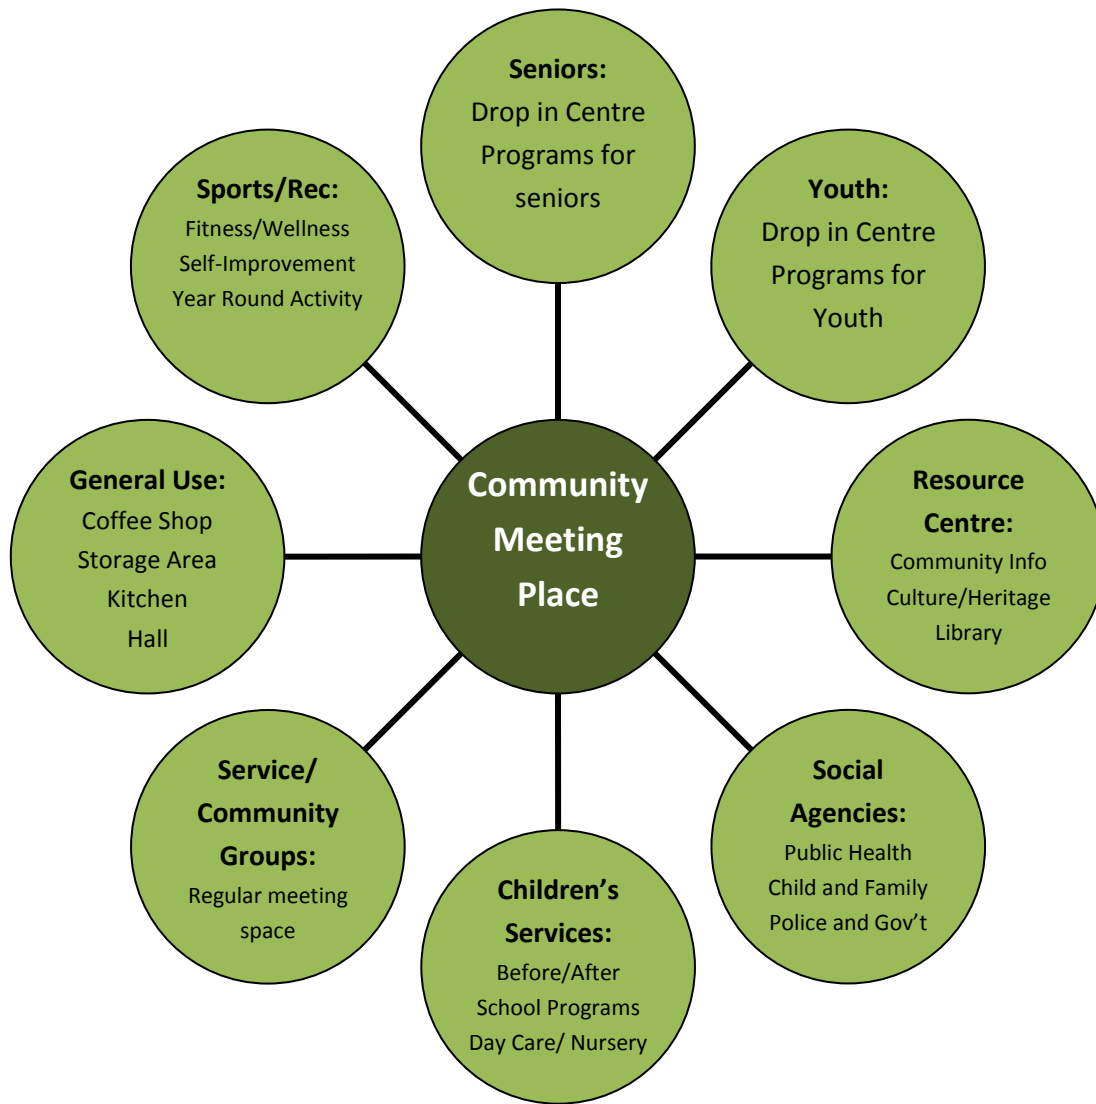 Seniors:
Drop in Centre
Programs for
seniors
Youth:
Drop in Centre
Programs for
Youth
Resource
Centre:
Community Info
Culture/Heritage
Library
Social
Agencies:
Public Health
Child and Family
Police and Gov’t
Children’s
Services:
Before/After
School Programs
Day Care/ Nursery
Service/
Community
Groups:
Regular meeting
space
General Use:
Coffee Shop
Storage Area
Kitchen
Hall
Sports/Rec:
Fitness/Wellness
Self-Improvement
Year Round Activity
Community
Meeting
Place